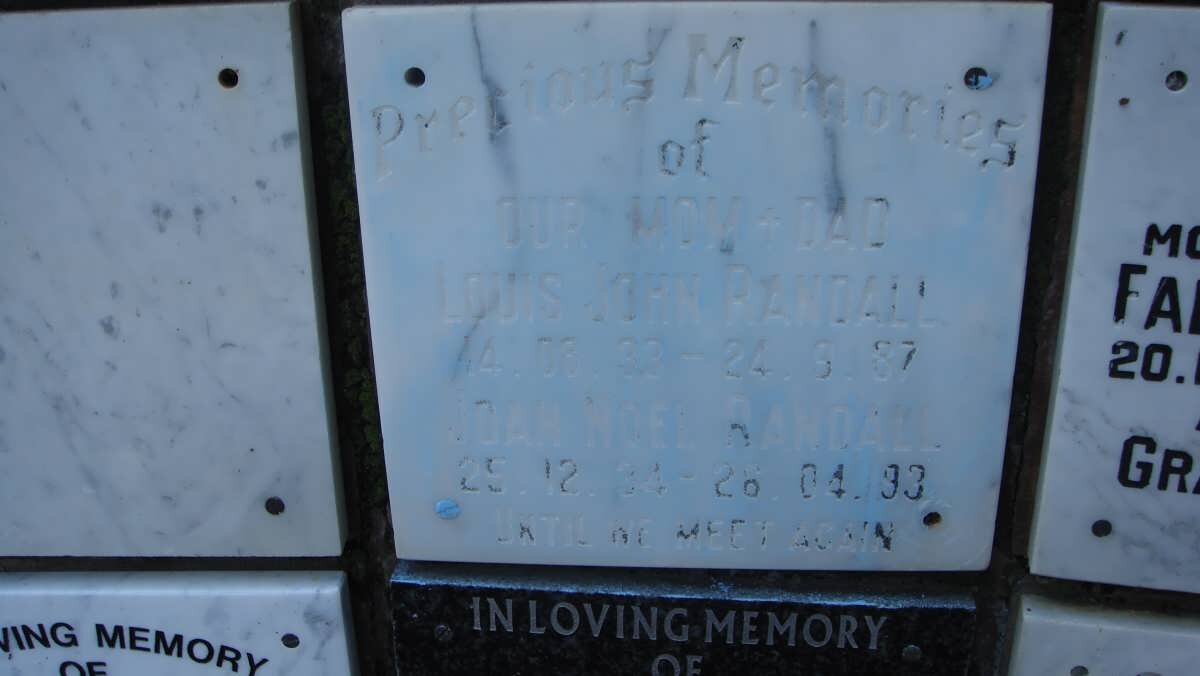 Precious Memories
of
OUR MOM + DAD
LOUIS JOHN RANDALL
14.06.33 - 24.9.87
JOAN NOEL RANDALL
25.12.34 - 26.04.93
UNTIL WE MEET AGAIN
IN LOVING MEMORY
OF
VING MEMORY
OF
MO
FA
20.
GRA